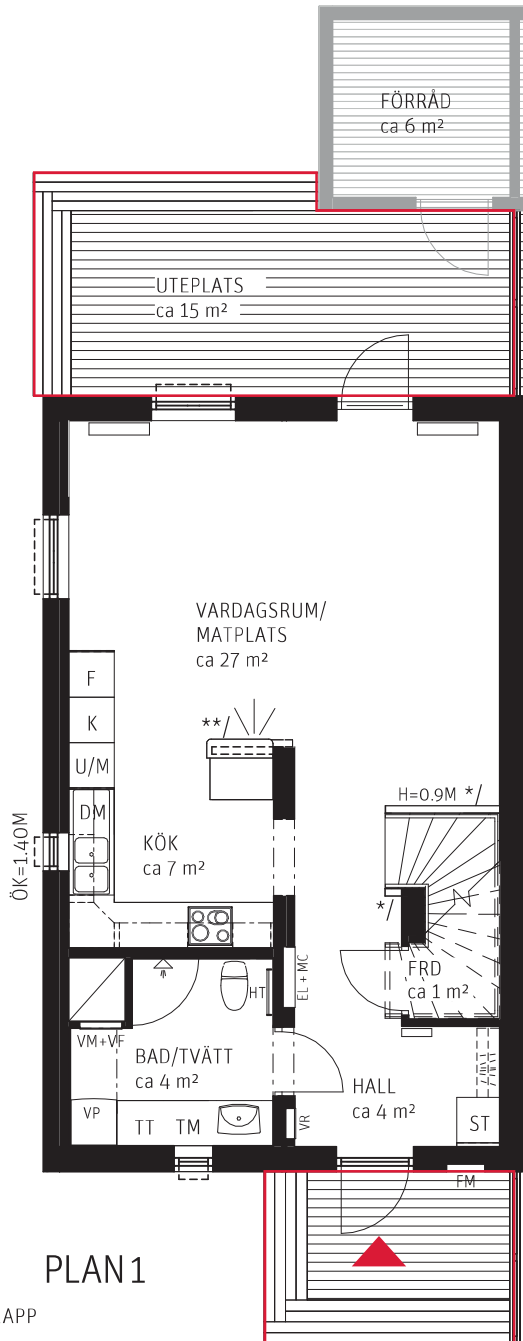 FÖRRÅD
ca 6 m²
UTEPLATS
ca 15 m²
VARDAGSRUM/
MATPLATS
ca 27 m²
F
K
**/
U/M
H=0.9M */
DM
KÖK
ca 7 m²
ÖK=1.40M
*/
FRD
ca 1 m²
EL + MC
HT
VM+VF
BAD/TVÄTT
ca 4 m²
HALL
ca 4 m²
VP
TT
TM
VR
ST
FM
PLAN 1
APP